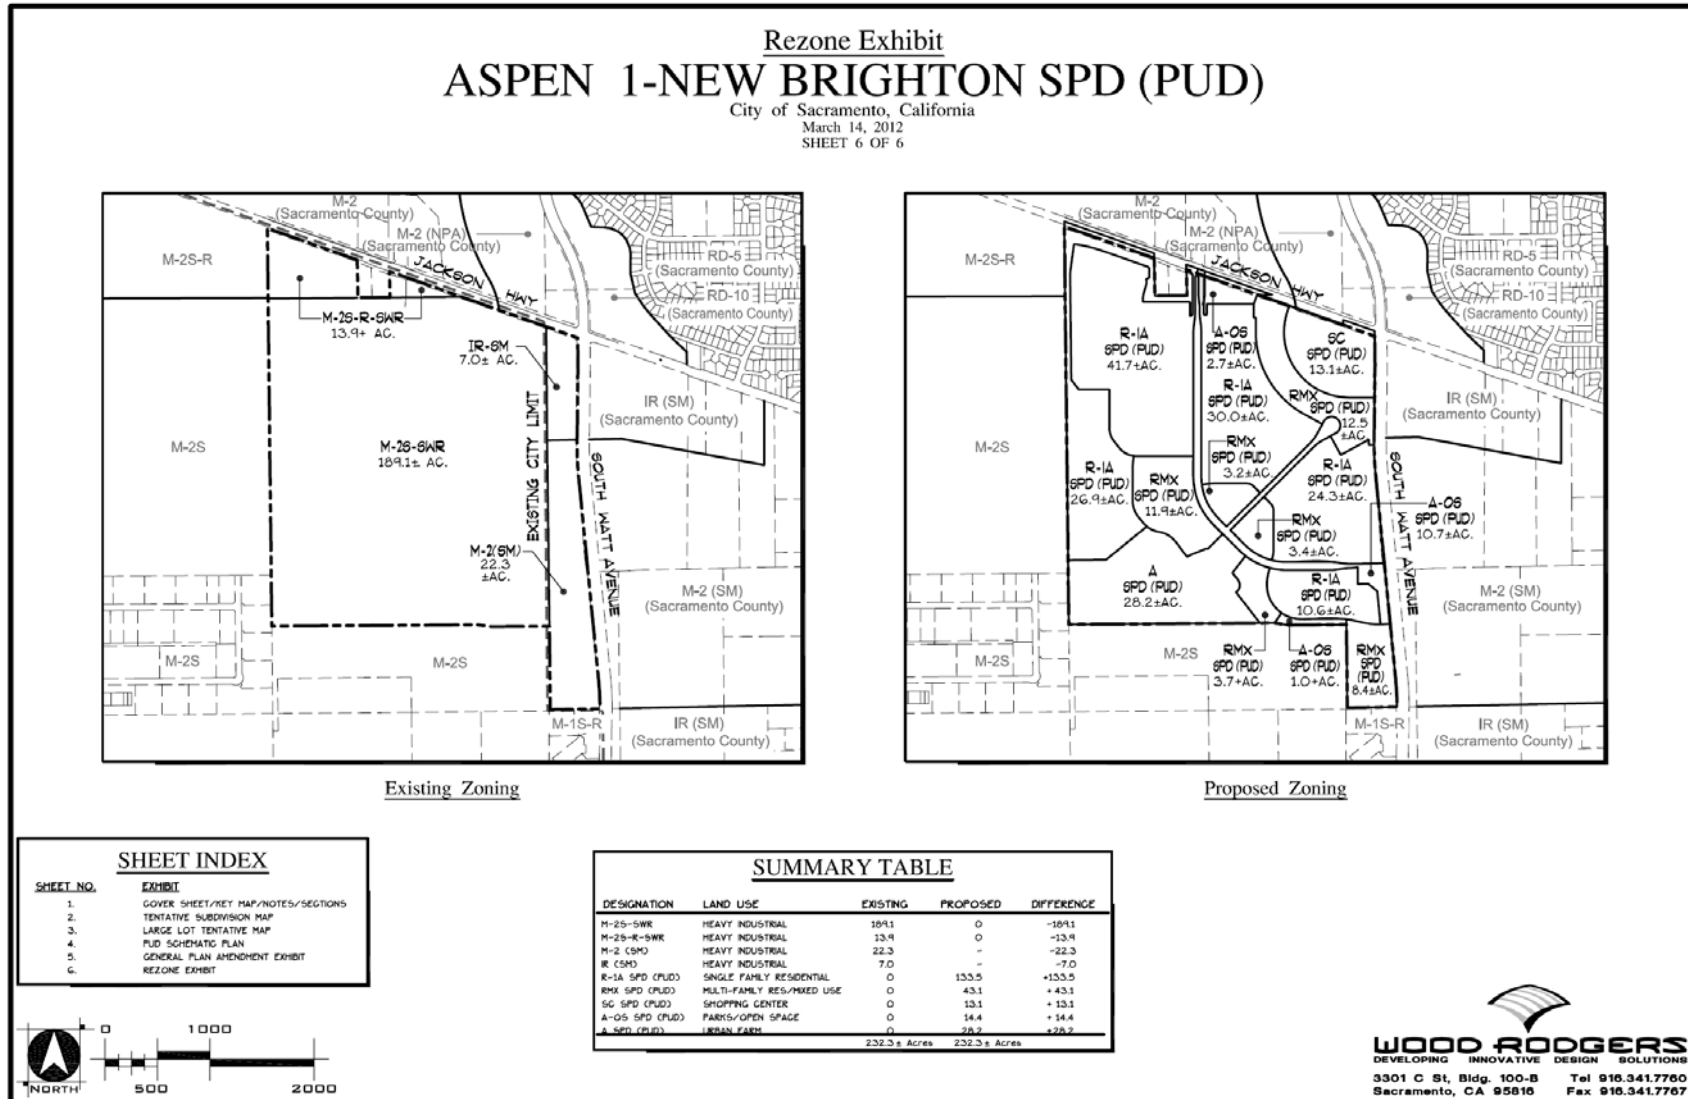 Rezone Exhibit
ASPEN 1-NEW BRIGHTON SPD (PUD)
City of Sacramento, California
March 14, 2012
SHEET 6 OF 6
M-2
(Sacramento County)
M-2 (NPA)
(Sacramento County)
M-2S-R
JACKSON HWY
RD-5
(Sacramento County)
RD-10
(Sacramento County)
M-2S-R-SWR
13.9+ AC.
IR-SM
7.0± AC.
EXISTING CITY LIMIT
IR (SM)
(Sacramento County)
M-2S
M-2S-SWR
189.1± AC.
SOUTH WATT AVENUE
M-2(SM)
22.3
±AC.
M-2 (SM)
(Sacramento County)
M-2S
M-2S
M-1S-R
IR (SM)
(Sacramento County)
Existing Zoning
M-2
(Sacramento County)
M-2 (NPA)
(Sacramento County)
M-2S-R
JACKSON HWY
RD-5
(Sacramento County)
RD-10
(Sacramento County)
R-1A
SPD (PUD)
41.7±AC.
A-OS
SPD (PUD)
2.7±AC.
SC
SPD (PUD)
13.1±AC.
R-1A
SPD (PUD)
30.0±AC.
RMX
SPD (PUD)
12.5
±AC.
IR (SM)
(Sacramento County)
M-2S
RMX
SPD (PUD)
3.2±AC.
R-1A
SPD (PUD)
26.9±AC.
RMX
SPD (PUD)
11.9±AC.
R-1A
SPD (PUD)
24.3±AC.
SOUTH WATT AVENUE
A-OS
SPD (PUD)
10.7±AC.
RMX
SPD (PUD)
3.4±AC.
A
SPD (PUD)
28.2±AC.
R-1A
SPD (PUD)
10.6±AC.
M-2 (SM)
(Sacramento County)
M-2S
M-2S
RMX
SPD (PUD)
3.7+AC.
A-OS
SPD (PUD)
1.0+AC.
RMX
SPD
(PUD)
8.4±AC.
M-1S-R
IR (SM)
(Sacramento County)
Proposed Zoning
SHEET INDEX
SHEET NO. EXHIBIT
1. COVER SHEET/KEY MAP/NOTES/SECTIONS
2. TENTATIVE SUBDIVISION MAP
3. LARGE LOT TENTATIVE MAP
4. PUD SCHEMATIC PLAN
5. GENERAL PLAN AMENDMENT EXHIBIT
6. REZONE EXHIBIT
SUMMARY TABLE
DESIGNATION LAND USE EXISTING PROPOSED DIFFERENCE
M-2S-SWR HEAVY INDUSTRIAL 189.1 0 -189.1
M-2S-R-SWR HEAVY INDUSTRIAL 13.9 0 -13.9
M-2 (SM) HEAVY INDUSTRIAL 22.3 - -22.3
IR (SM) HEAVY INDUSTRIAL 7.0 - -7.0
R-1A SPD (PUD) SINGLE FAMILY RESIDENTIAL 0 133.5 +133.5
RMX SPD (PUD) MULTI-FAMILY RES/MIXED USE 0 43.1 + 43.1
SC SPD (PUD) SHOPPING CENTER 0 13.1 + 13.1
A-OS SPD (PUD) PARKS/OPEN SPACE 0 14.4 + 14.4
A SPD (PUD) URBAN FARM 0 28.2 +28.2
232.3 ± Acres 232.3 ± Acres
NORTH
0 1000
500 2000
WOOD RODGERS
DEVELOPING INNOVATIVE DESIGN SOLUTIONS
3301 C St, Bldg. 100-B Tel 916.341.7760
Sacramento, CA 95816 Fax 916.341.7767